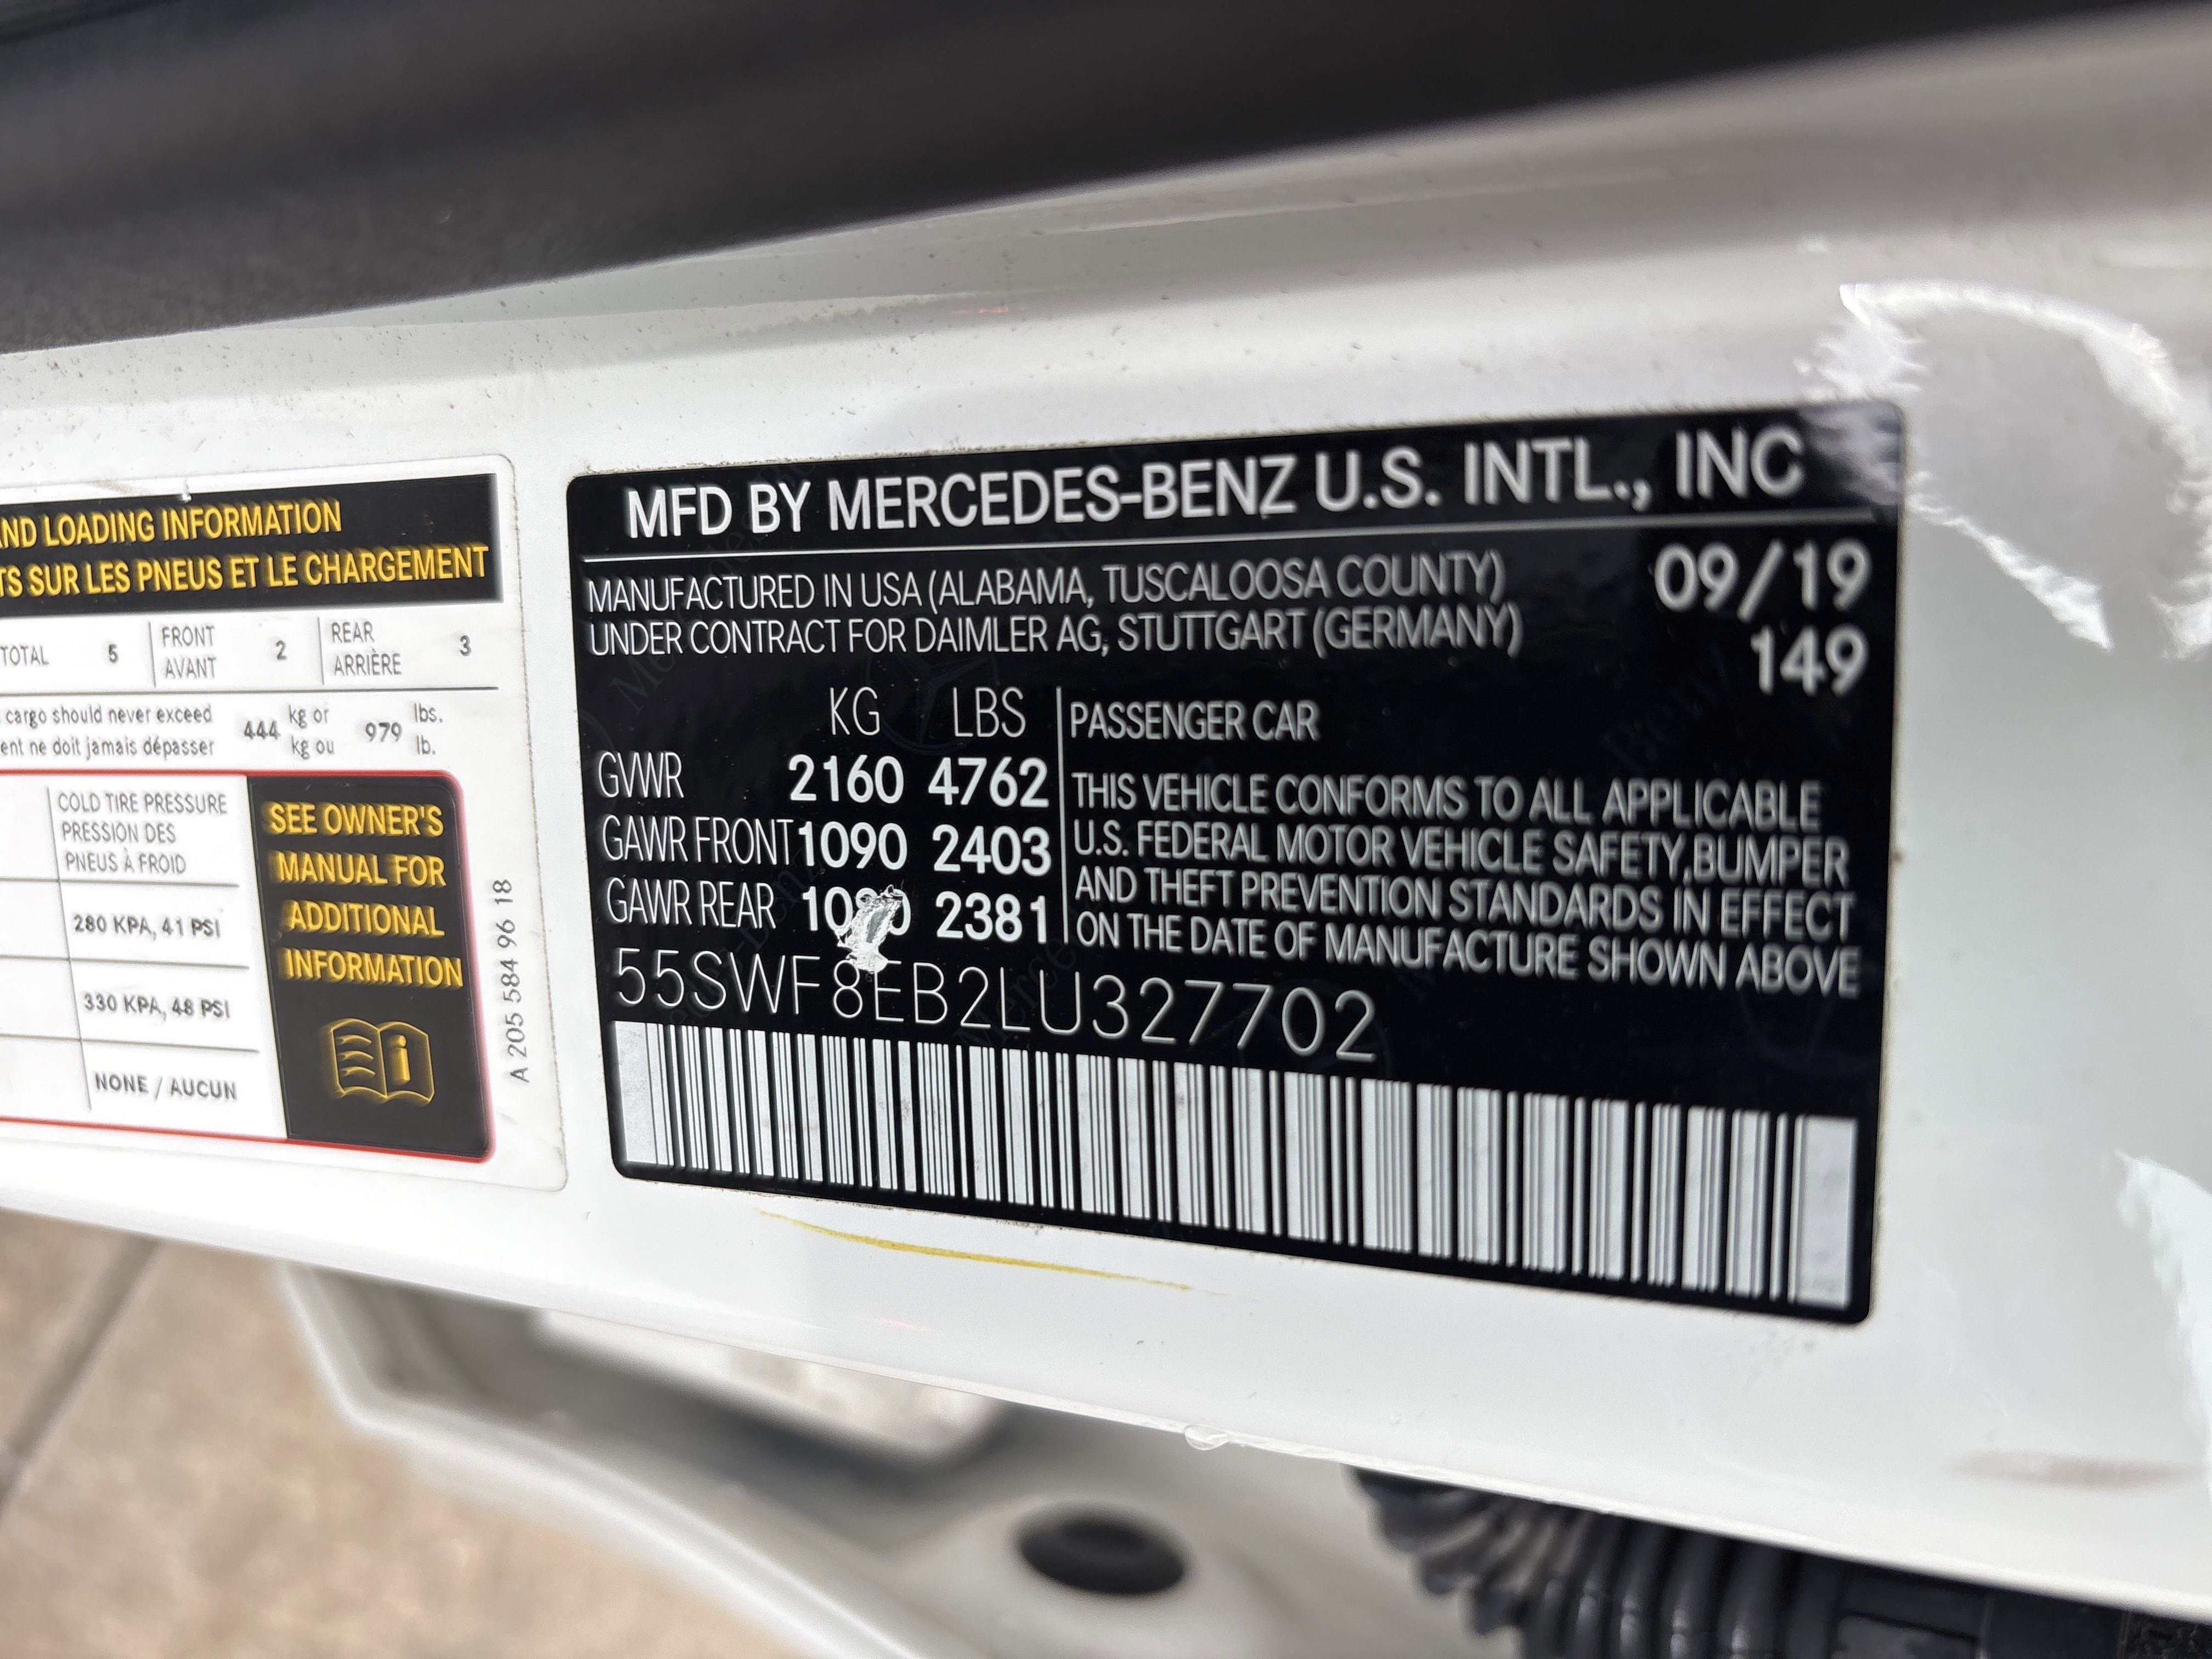 AND LOADING INFORMATION
TS SUR LES PNEUS ET LE CHARGEMENT
TOTAL 5 FRONT AVANT 2 REAR ARRIÈRE 3
cargo should never exceed 444 kg or 979 lbs.
ent ne doit jamais dépasser kg ou lb.
COLD TIRE PRESSURE
PRESSION DES
PNEUS À FROID
280 KPA, 41 PSI
330 KPA, 48 PSI
NONE / AUCUN
SEE OWNER'S
MANUAL FOR
ADDITIONAL
INFORMATION
A 205 584 96 18
MFD BY MERCEDES-BENZ U.S. INTL., INC
MANUFACTURED IN USA (ALABAMA, TUSCALOOSA COUNTY)
UNDER CONTRACT FOR DAIMLER AG, STUTTGART (GERMANY)
09/19
149
KG LBS
GVWR 2160 4762
GAWR FRONT 1090 2403
GAWR REAR 2381
PASSENGER CAR
THIS VEHICLE CONFORMS TO ALL APPLICABLE
U.S. FEDERAL MOTOR VEHICLE SAFETY,BUMPER
AND THEFT PREVENTION STANDARDS IN EFFECT
ON THE DATE OF MANUFACTURE SHOWN ABOVE
55SWF8EB2LU327702